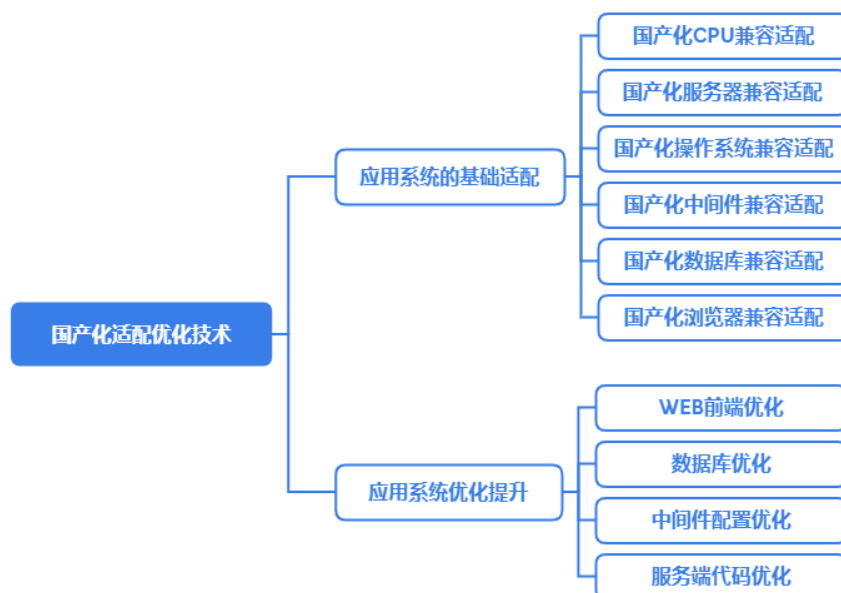 国产化适配优化技术
应用系统的基础适配
国产化CPU兼容适配
国产化服务器兼容适配
国产化操作系统兼容适配
国产化中间件兼容适配
国产化数据库兼容适配
国产化浏览器兼容适配
应用系统优化提升
WEB前端优化
数据库优化
中间件配置优化
服务端代码优化